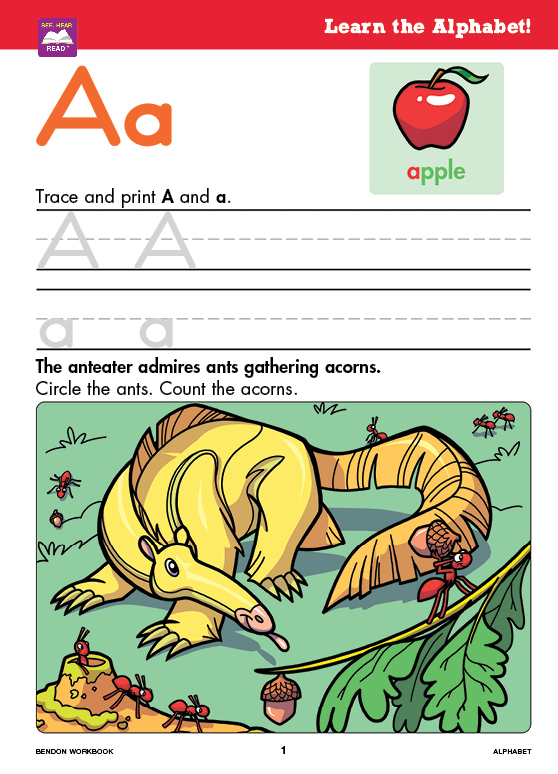 SEE, HEAR,
READ
Learn the Alphabet!
Aa
apple
Trace and print A and a.
A A
a a
The anteater admires ants gathering acorns.
Circle the ants. Count the acorns.
BENDON WORKBOOK 1 ALPHABET